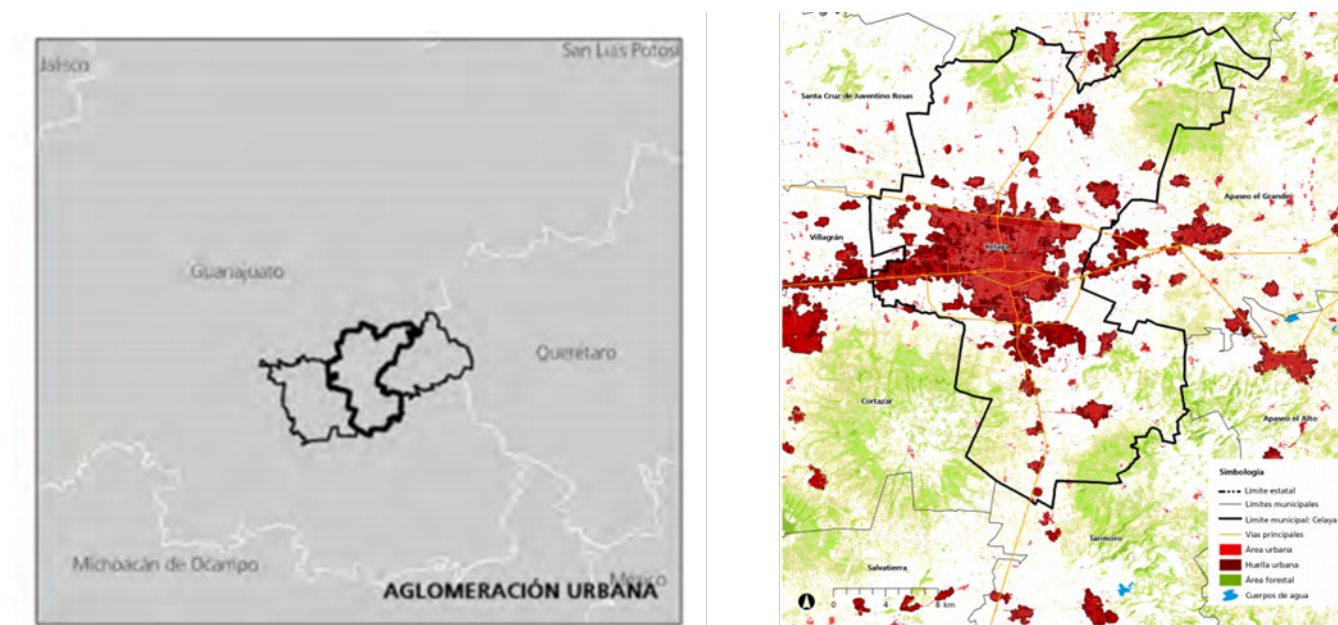 Jalisco
San Luis Potosí
Guanajuato
Querétaro
Michoacán de Ocampo
México
AGLOMERACIÓN URBANA
Santa Cruz de Juventino Rosas
Apaseo el Grande
Villagrán
Celaya
Cortazar
Apaseo el Alto
Tarimoro
Salvatierra
Simbología
Límite estatal
Límites municipales
Límite municipal: Celaya
Vías principales
Área urbana
Huella urbana
Área forestal
Cuerpos de agua
0 4 8 km